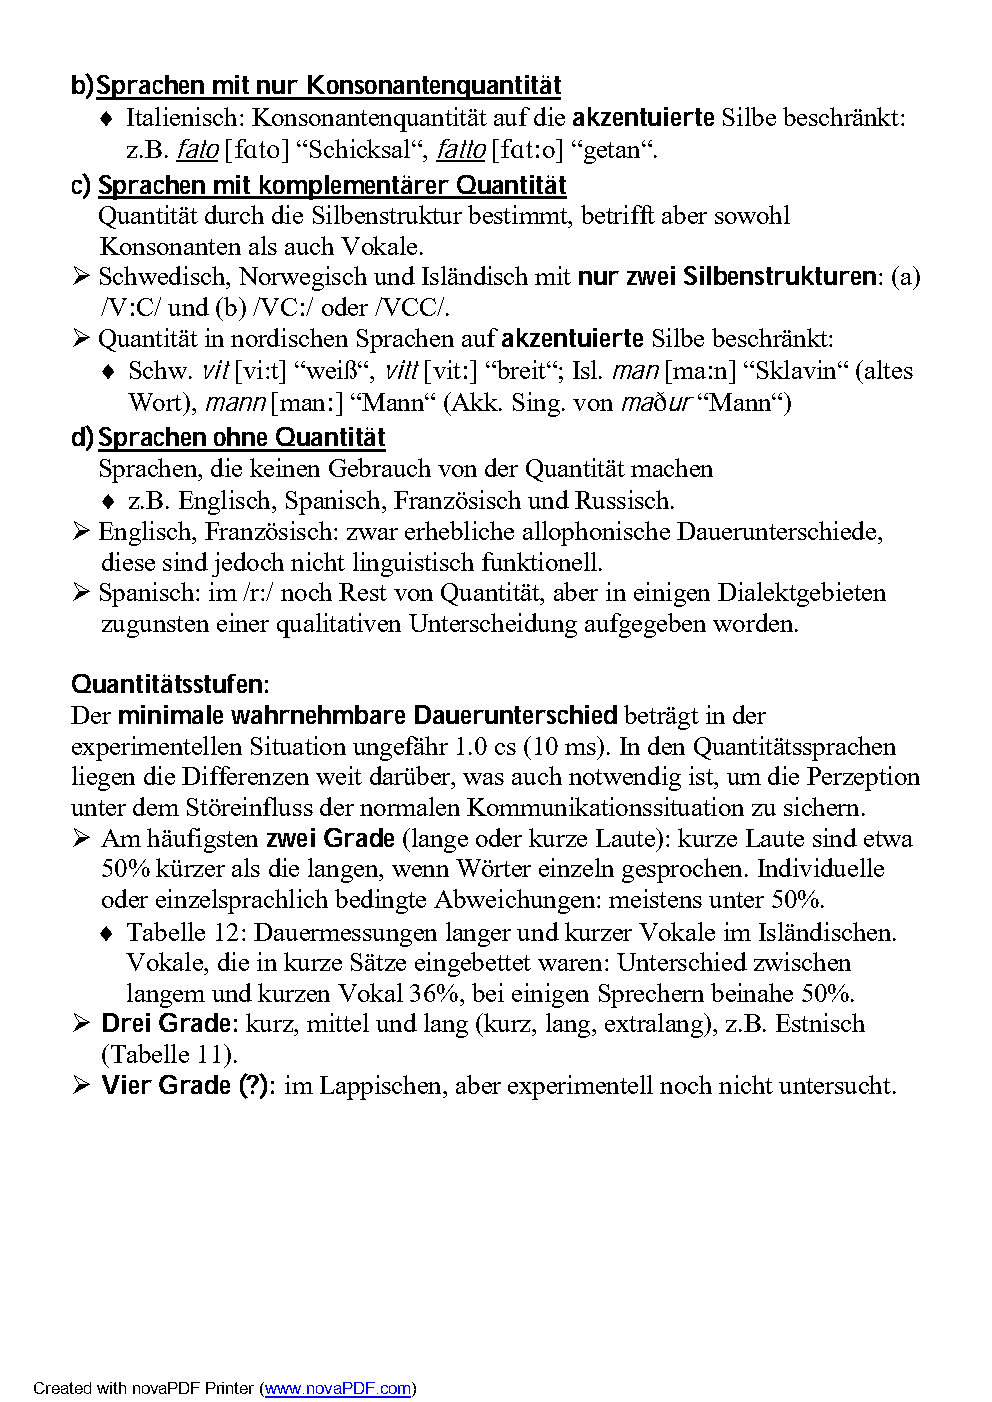 b) Sprachen mit nur Konsonantenquantität
♦ Italienisch: Konsonantenquantität auf die akzentuierte Silbe beschränkt:
z.B. fato [fɑto] “Schicksal“, fatto [fɑt:o] “getan“.
c) Sprachen mit komplementärer Quantität
Quantität durch die Silbenstruktur bestimmt, betrifft aber sowohl
Konsonanten als auch Vokale.
➢ Schwedisch, Norwegisch und Isländisch mit nur zwei Silbenstrukturen: (a)
/V:C/ und (b) /VC:/ oder /VCC/.
➢ Quantität in nordischen Sprachen auf akzentuierte Silbe beschränkt:
♦ Schw. vit [vi:t] “weiß“, vitt [vit:] “breit“; Isl. man [ma:n] “Sklavin“ (altes
Wort), mann [man:] “Mann“ (Akk. Sing. von maður “Mann“)
d) Sprachen ohne Quantität
Sprachen, die keinen Gebrauch von der Quantität machen
♦ z.B. Englisch, Spanisch, Französisch und Russisch.
➢ Englisch, Französisch: zwar erhebliche allophonische Dauerunterschiede,
diese sind jedoch nicht linguistisch funktionell.
➢ Spanisch: im /r:/ noch Rest von Quantität, aber in einigen Dialektgebieten
zugunsten einer qualitativen Unterscheidung aufgegeben worden.
Quantitätsstufen:
Der minimale wahrnehmbare Dauerunterschied beträgt in der
experimentellen Situation ungefähr 1.0 cs (10 ms). In den Quantitätssprachen
liegen die Differenzen weit darüber, was auch notwendig ist, um die Perzeption
unter dem Störeinfluss der normalen Kommunikationssituation zu sichern.
➢ Am häufigsten zwei Grade (lange oder kurze Laute): kurze Laute sind etwa
50% kürzer als die langen, wenn Wörter einzeln gesprochen. Individuelle
oder einzelsprachlich bedingte Abweichungen: meistens unter 50%.
♦ Tabelle 12: Dauermessungen langer und kurzer Vokale im Isländischen.
Vokale, die in kurze Sätze eingebettet waren: Unterschied zwischen
langem und kurzen Vokal 36%, bei einigen Sprechern beinahe 50%.
➢ Drei Grade: kurz, mittel und lang (kurz, lang, extralang), z.B. Estnisch
(Tabelle 11).
➢ Vier Grade (?): im Lappischen, aber experimentell noch nicht untersucht.
Created with novaPDF Printer (www.novaPDF.com)